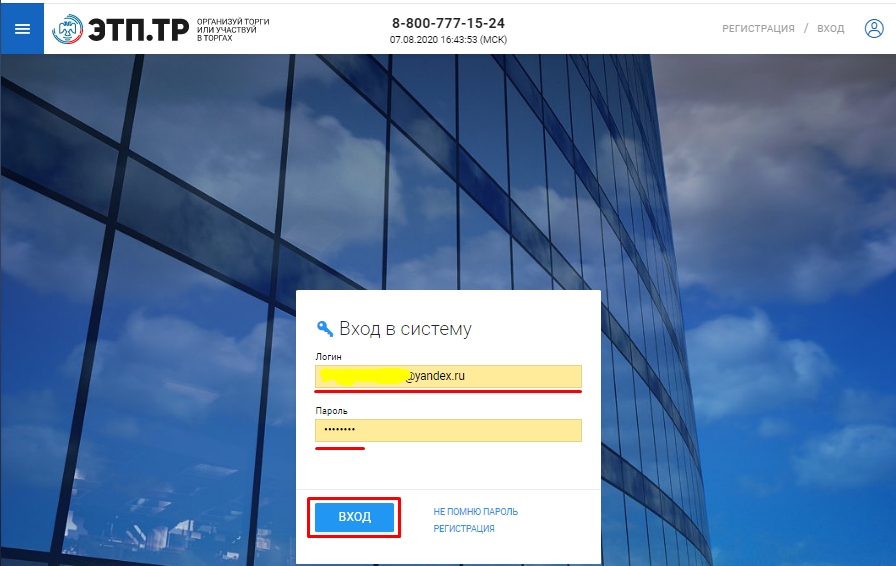 ЭТП.ТР
ОРГАНИЗУЙ ТОРГИ
ИЛИ УЧАСТВУЙ
В ТОРГАХ
8-800-777-15-24
07.08.2020 16:43:53 (МСК)
РЕГИСТРАЦИЯ / ВХОД
Вход в систему
Логин
@yandex.ru
Пароль
••••••••
ВХОД
НЕ ПОМНЮ ПАРОЛЬ
РЕГИСТРАЦИЯ